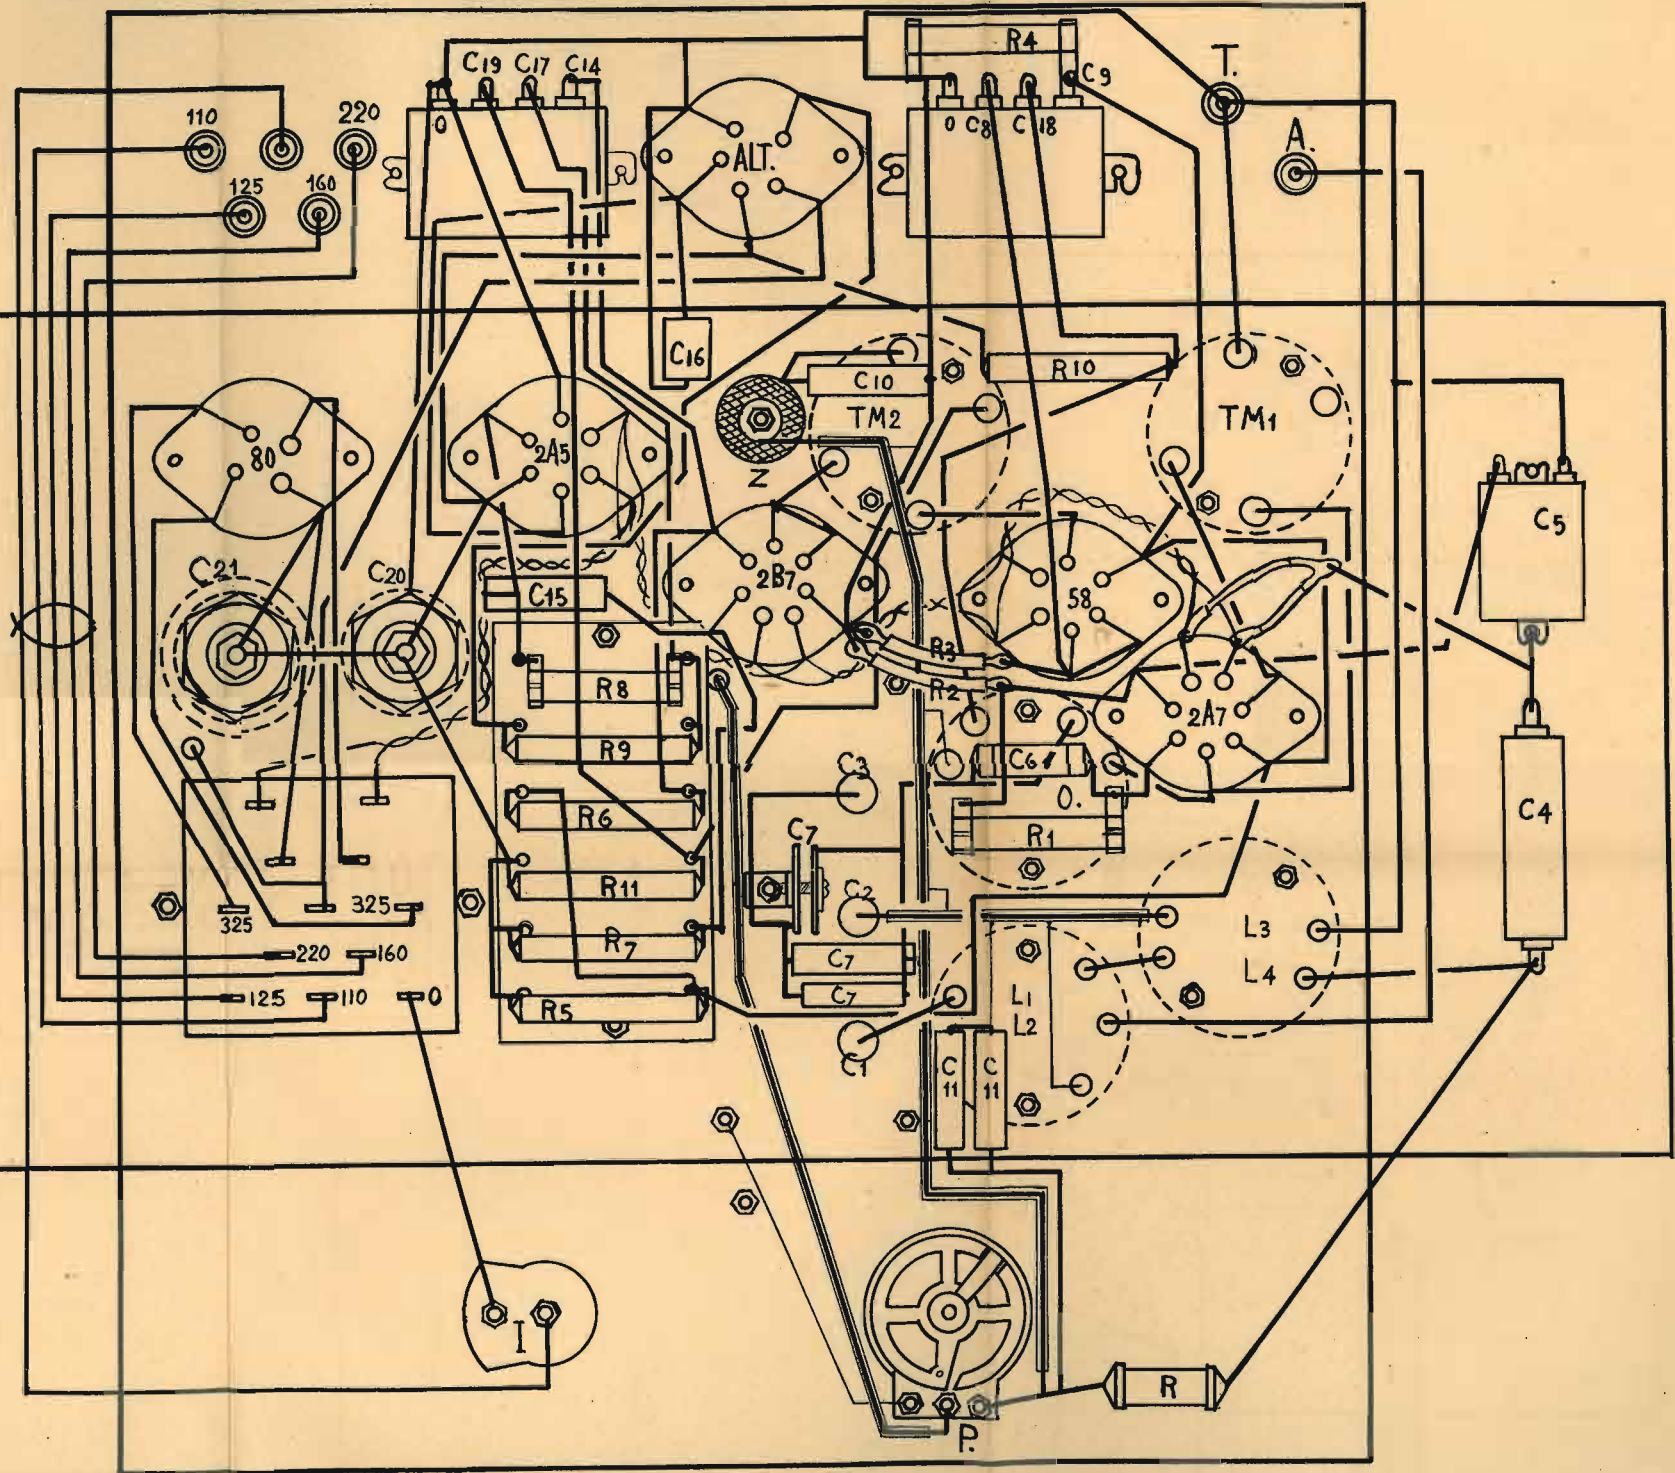 C19 C17 C14
R4
C9
T.
110
220
0
0 C8 C 18
A.
ALT.
125
160
C16
C10
R10
TM2
TM1
80
2A5
Z
C5
C21
C20
C15
2B7
58
R3
R8
R2
2A7
R9
C3
C6
O.
C4
R6
C7
R1
R11
C2
325
325
L3
R7
C7
220
160
L4
125
110
0
R5
C7
L1
L2
C1
C 11
C 11
I
R
P.